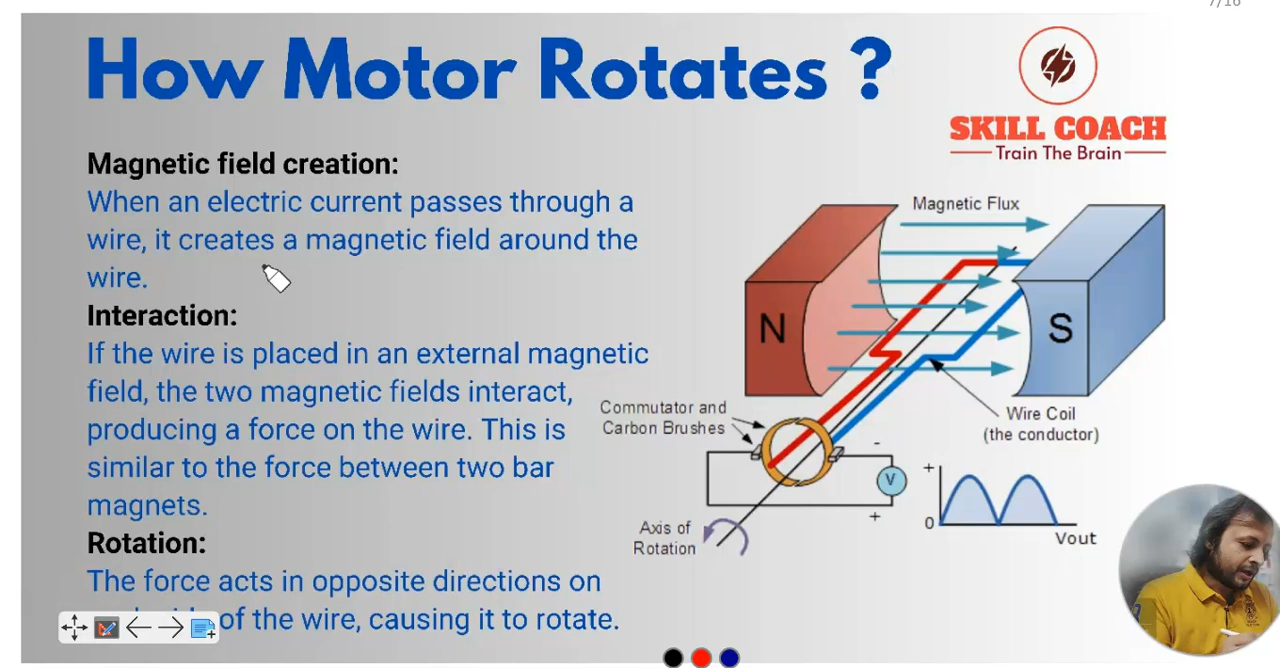 7/16
How Motor Rotates ?
SKILL COACH
Train The Brain
Magnetic field creation:
When an electric current passes through a
wire, it creates a magnetic field around the
wire.
Interaction:
If the wire is placed in an external magnetic
field, the two magnetic fields interact,
producing a force on the wire. This is
similar to the force between two bar
magnets.
Rotation:
The force acts in opposite directions on
of the wire, causing it to rotate.
Magnetic Flux
N
S
Commutator and
Carbon Brushes
Wire Coil
(the conductor)
-
V
+
Axis of
Rotation
+
0
Vout